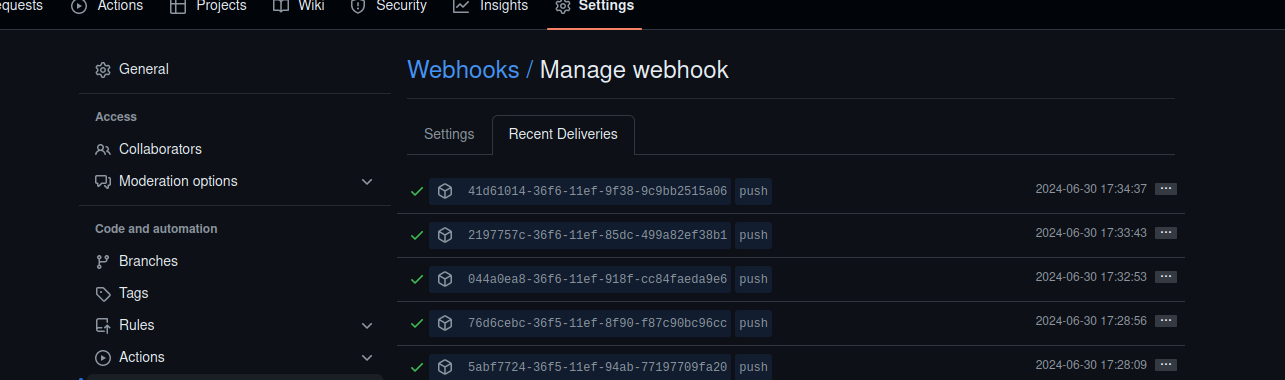 equests Actions Projects Wiki Security Insights Settings
General
Access
Collaborators
Moderation options
Code and automation
Branches
Tags
Rules
Actions
Webhooks / Manage webhook
Settings Recent Deliveries
41d61014-36f6-11ef-9f38-9c9bb2515a06 push 2024-06-30 17:34:37
2197757c-36f6-11ef-85dc-499a82ef38b1 push 2024-06-30 17:33:43
044a0ea8-36f6-11ef-918f-cc84faeda9e6 push 2024-06-30 17:32:53
76d6cebc-36f5-11ef-8f90-f87c90bc96cc push 2024-06-30 17:28:56
5abf7724-36f5-11ef-94ab-77197709fa20 push 2024-06-30 17:28:09